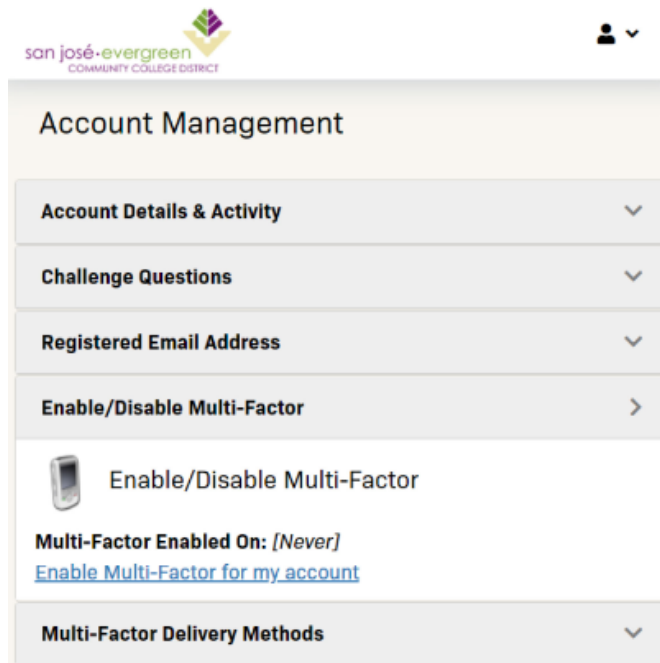 san josé·evergreen
COMMUNITY COLLEGE DISTRICT
Account Management
Account Details & Activity
Challenge Questions
Registered Email Address
Enable/Disable Multi-Factor
Enable/Disable Multi-Factor
Multi-Factor Enabled On: [Never]
Enable Multi-Factor for my account
Multi-Factor Delivery Methods